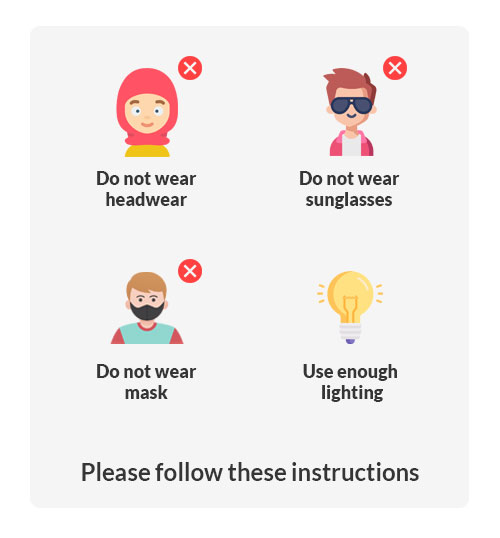 Do not wear
headwear
Do not wear
sunglasses
Do not wear
mask
Use enough
lighting
Please follow these instructions